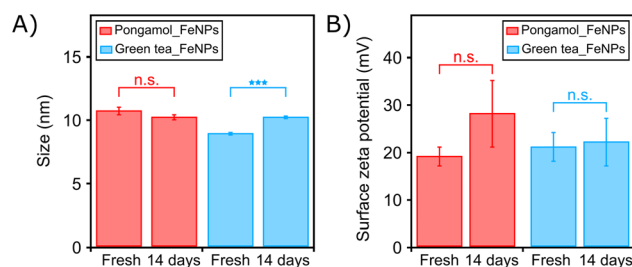 A)
Pongamol_FeNPs
Green tea_FeNPs
15
10
5
0
Size (nm)
n.s.
***
Fresh 14 days Fresh 14 days
B)
Pongamol_FeNPs
Green tea_FeNPs
40
30
20
10
0
Surface zeta potential (mV)
n.s.
n.s.
Fresh 14 days Fresh 14 days